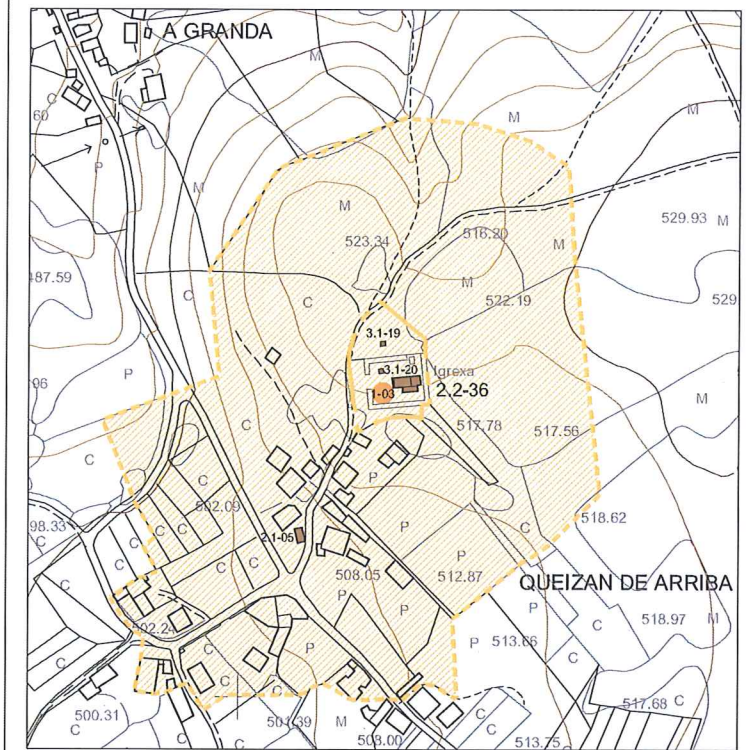 A GRANDA
M
C
60
M
M
P
M
529.93 M
M
523.34
516.20
M
487.59
M
522.19
529
C
C
3.1-19
3.1-20
Igrexa
96
P
1-03
2.2-36
M
C
517.78
517.56
C
C
P
C
502.09
C
518.62
98.33
C
C
P
C
2.1-05
C
C
P
C
C
508.05
512.87
QUEIZAN DE ARRIBA
C
P
P
P
502.24
C
518.97 M
C
C
P
P
513.66
C
C
C
517.68 C
500.31
C
501.39
M
C
508.00
513.75